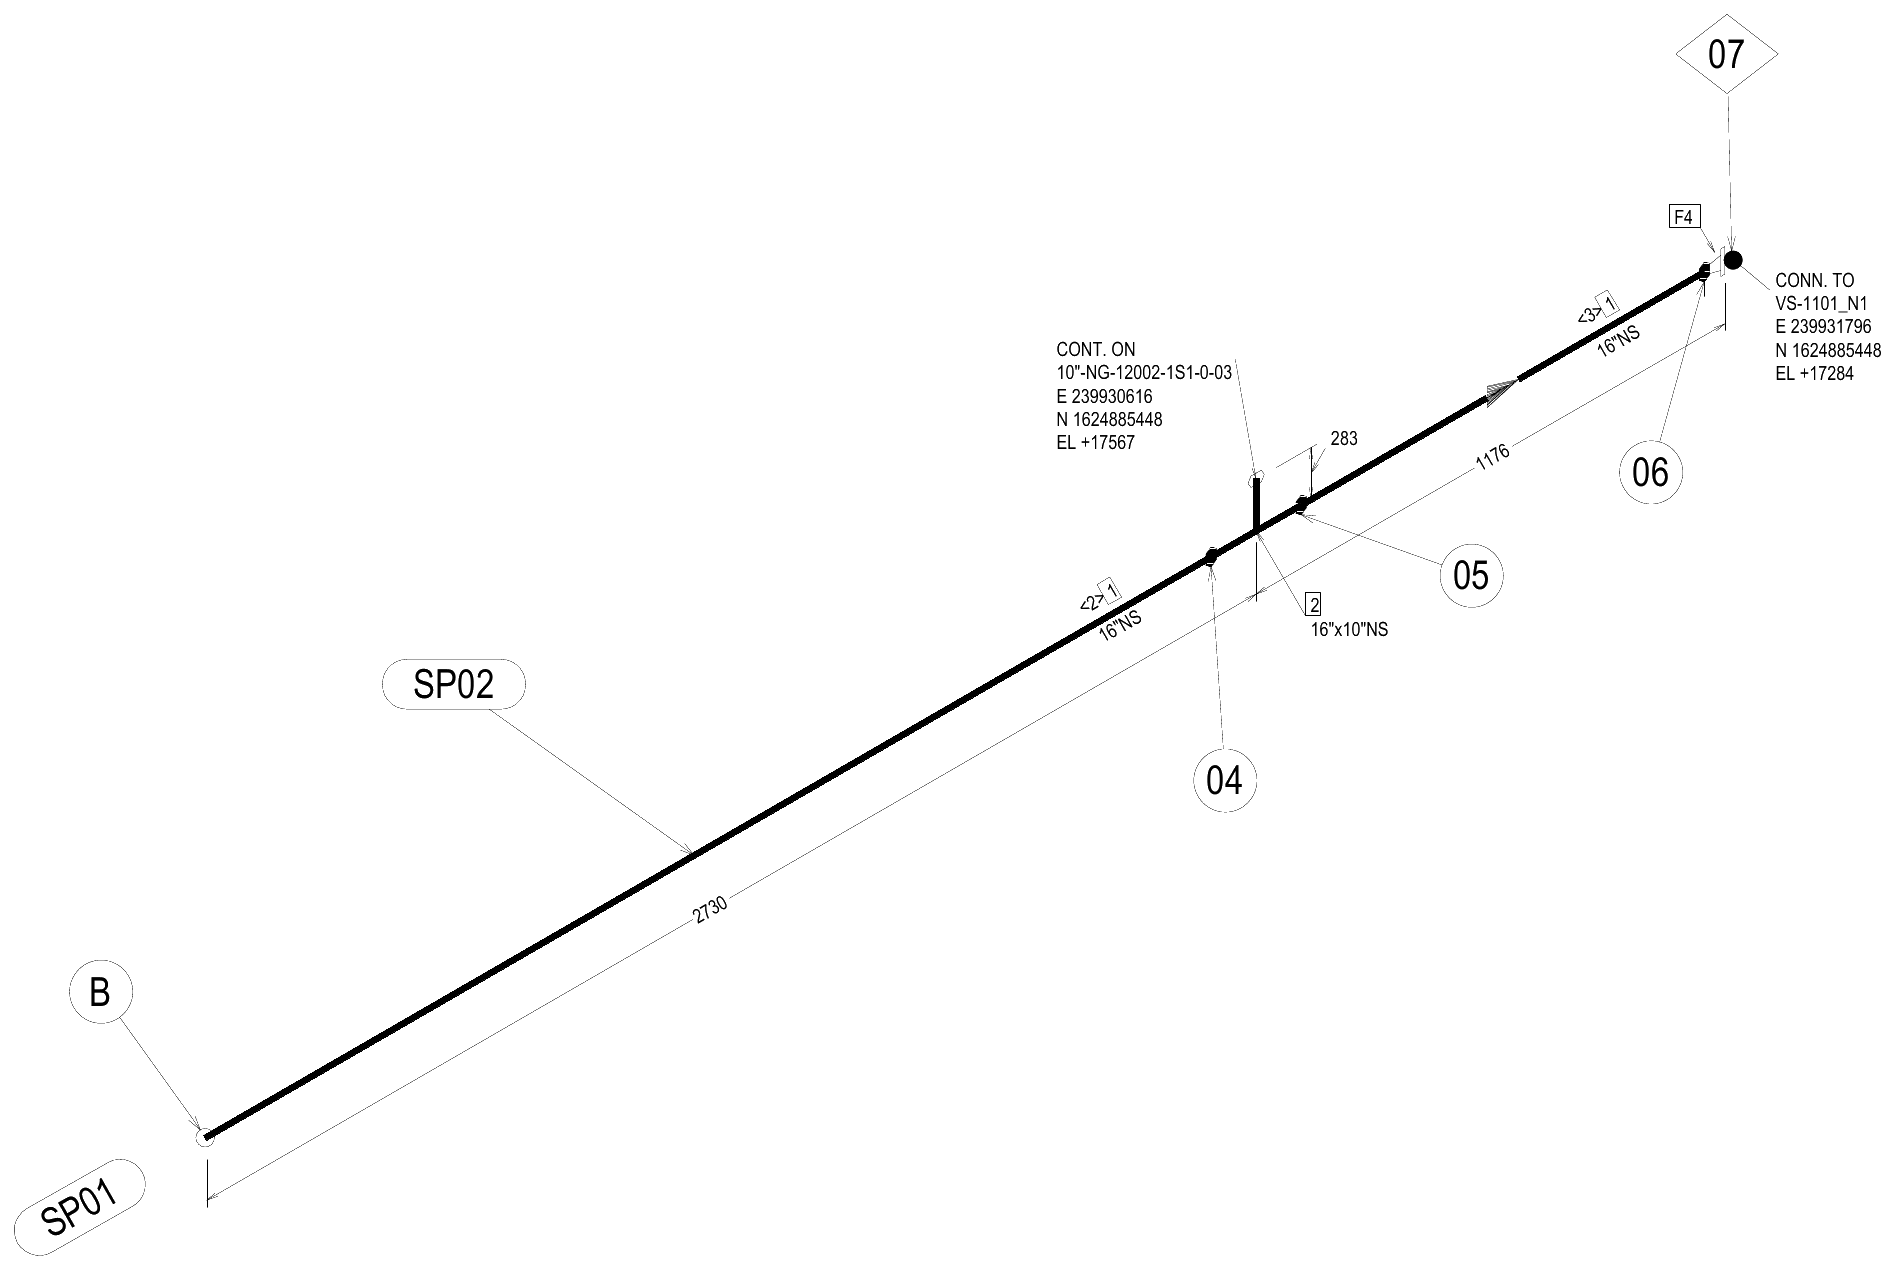 07
F4
CONN. TO
VS-1101_N1
E 239931796
N 1624885448
EL +17284
<3> 1
16"NS
CONT. ON
10"-NG-12002-1S1-0-03
E 239930616
N 1624885448
EL +17567
283
1176
06
05
<2> 1
16"NS
2
16"x10"NS
SP02
04
2730
B
SP01